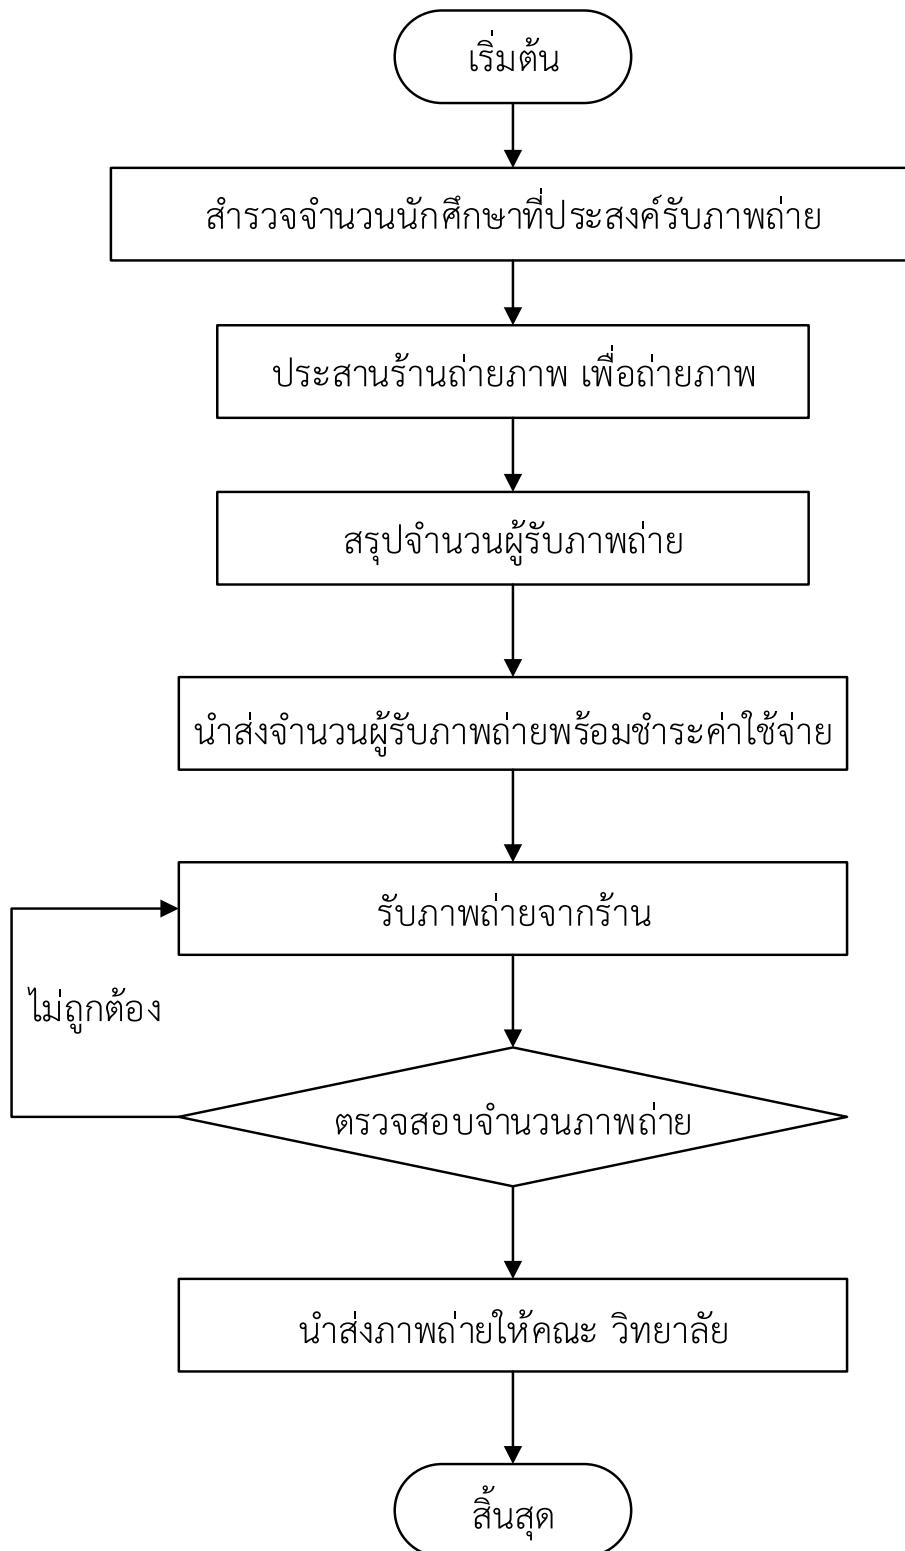 เริ่มต้น
สำรวจจำนวนนักศึกษาที่ประสงค์รับภาพถ่าย
ประสานร้านถ่ายภาพ เพื่อถ่ายภาพ
สรุปจำนวนผู้รับภาพถ่าย
นำส่งจำนวนผู้รับภาพถ่ายพร้อมชำระค่าใช้จ่าย
รับภาพถ่ายจากร้าน
ไม่ถูกต้อง
ตรวจสอบจำนวนภาพถ่าย
นำส่งภาพถ่ายให้คณะ วิทยาลัย
สิ้นสุด